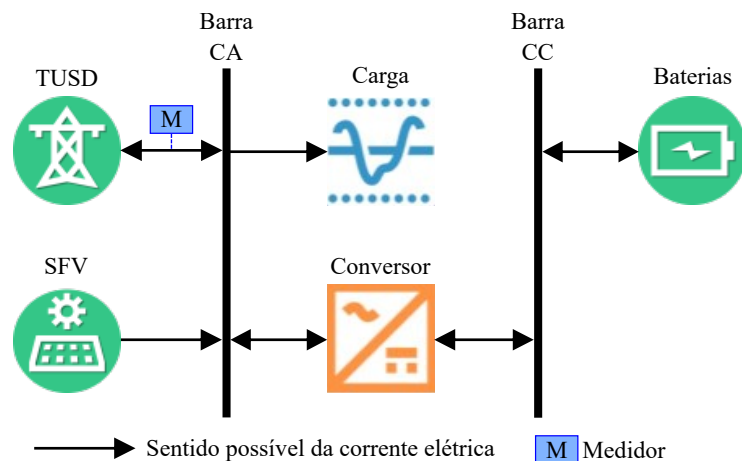 Barra
CA
Barra
CC
TUSD
M
Carga
Baterias
SFV
Conversor
Sentido possível da corrente elétrica
M Medidor